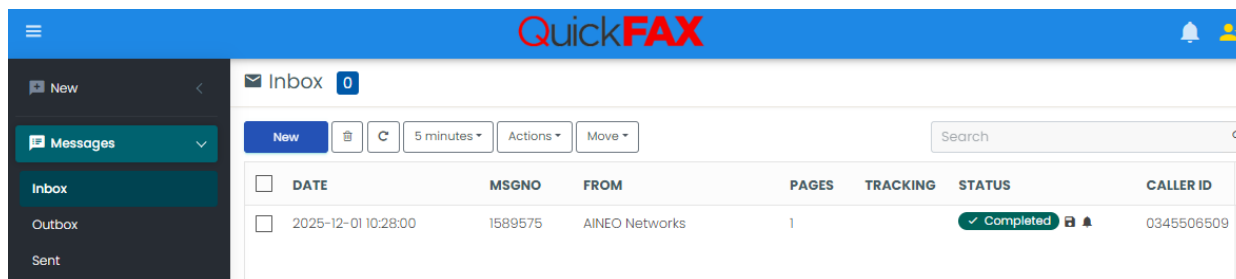 QuickFAX
New
Inbox 0
Messages
New 5 minutes Actions Move Search
Inbox
DATE MSGNO FROM PAGES TRACKING STATUS CALLER ID
Outbox
2025-12-01 10:28:00 1589575 AINEO Networks 1 Completed 0345506509
Sent